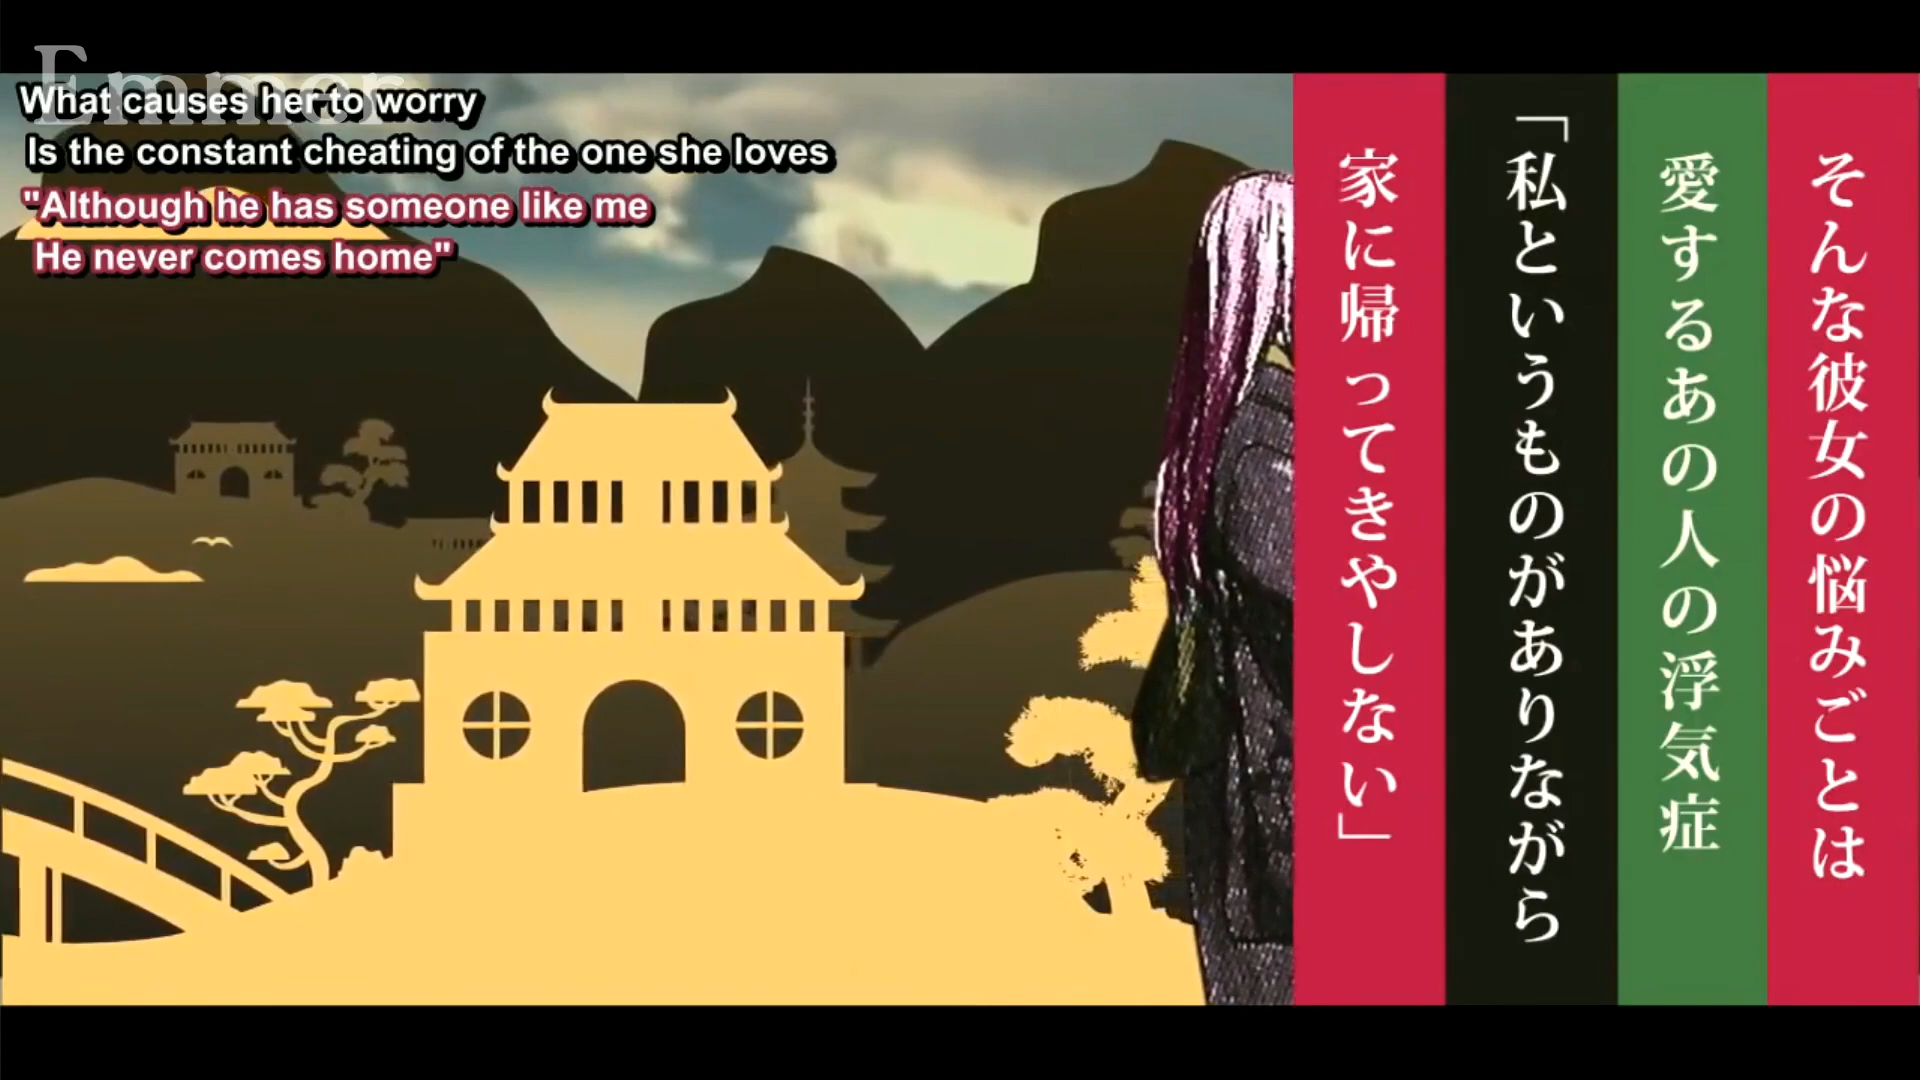 Emmer
What causes her to worry
Is the constant cheating of the one she loves
"Although he has someone like me
He never comes home"
そんな彼女の悩みごとは
愛するあの人の浮気症
「私というものがありながら
家に帰ってきやしない」